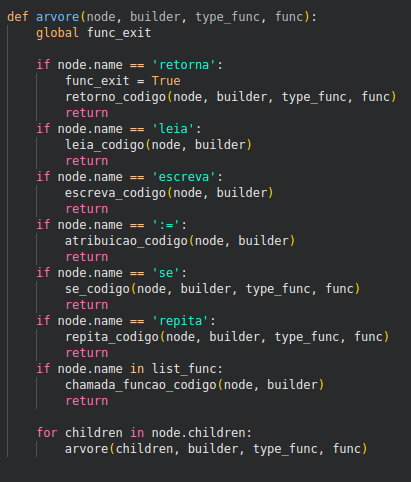 def arvore(node, builder, type_func, func):
    global func_exit

    if node.name == 'retorna':
        func_exit = True
        retorno_codigo(node, builder, type_func, func)
        return
    if node.name == 'leia':
        leia_codigo(node, builder)
        return
    if node.name == 'escreva':
        escreva_codigo(node, builder)
        return
    if node.name == ':=':
        atribuicao_codigo(node, builder)
        return
    if node.name == 'se':
        se_codigo(node, builder, type_func, func)
        return
    if node.name == 'repita':
        repita_codigo(node, builder, type_func, func)
        return
    if node.name in list_func:
        chamada_funcao_codigo(node, builder)
        return

    for children in node.children:
        arvore(children, builder, type_func, func)